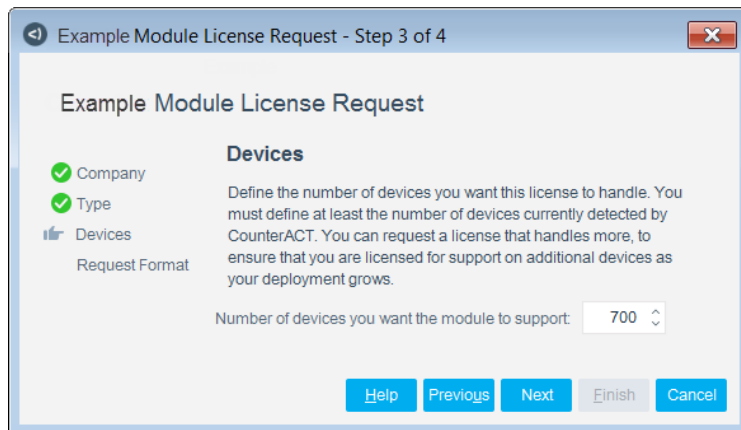 Example Module License Request - Step 3 of 4
Example Module License Request
Company
Type
Devices
Request Format
Devices
Define the number of devices you want this license to handle. You
must define at least the number of devices currently detected by
CounterACT. You can request a license that handles more, to
ensure that you are licensed for support on additional devices as
your deployment grows.
Number of devices you want the module to support: 700
Help Previous Next Finish Cancel